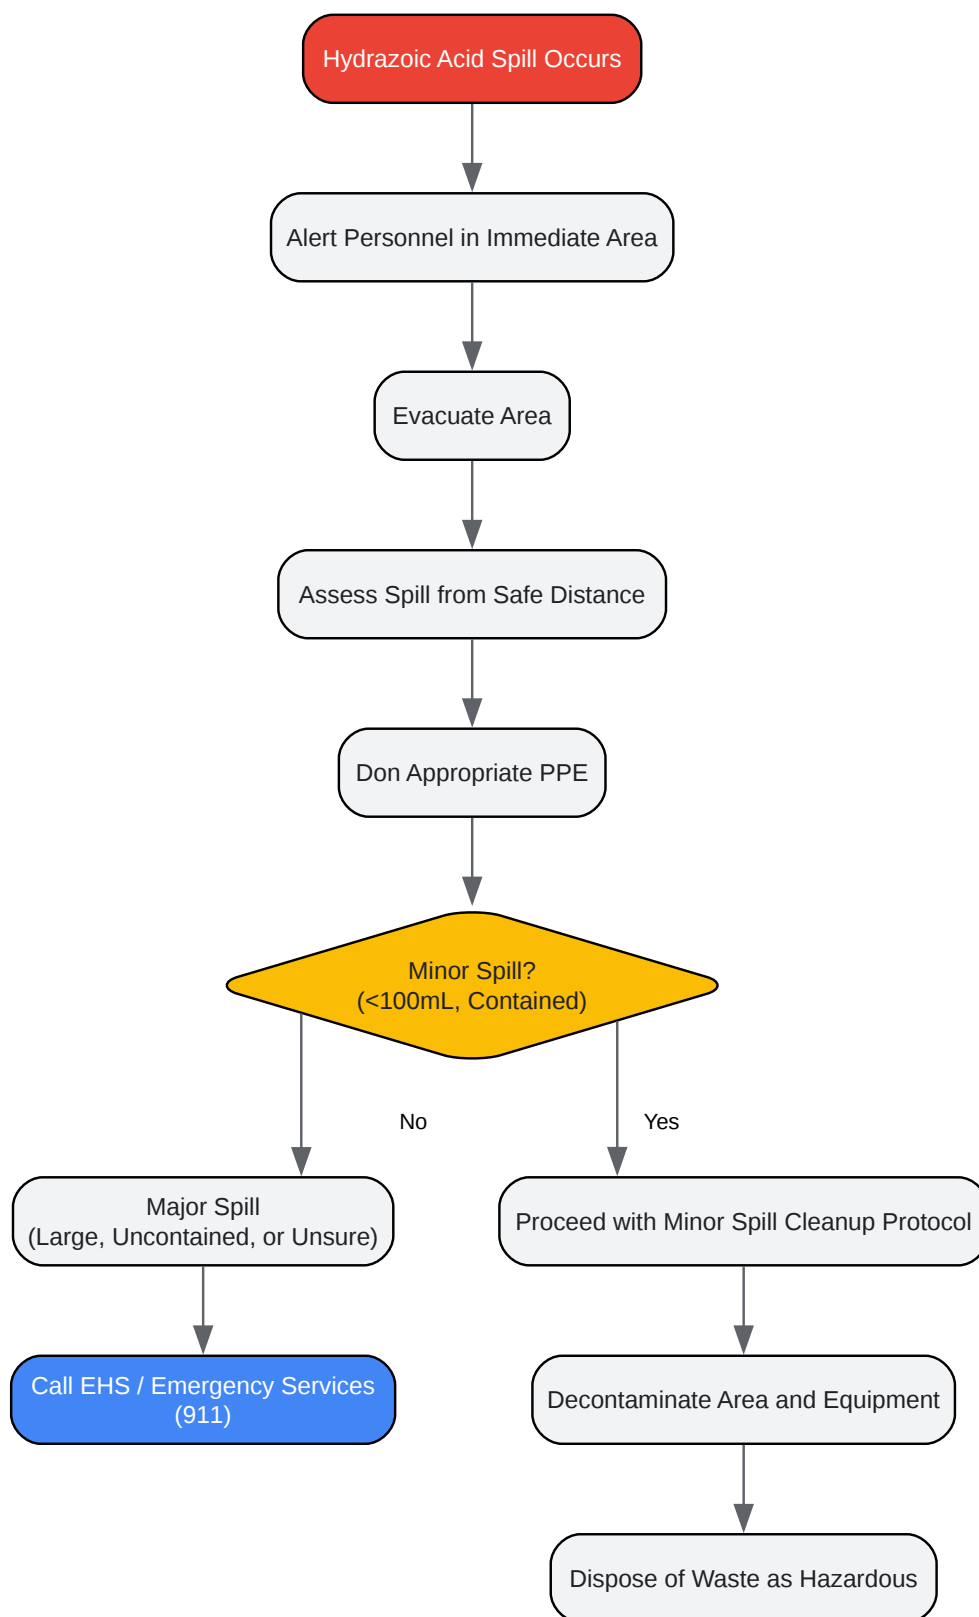 Hydrazoic Acid Spill Occurs
Alert Personnel in Immediate Area
Evacuate Area
Assess Spill from Safe Distance
Don Appropriate PPE
Minor Spill?
(<100mL, Contained)
No
Yes
Major Spill
(Large, Uncontained, or Unsure)
Proceed with Minor Spill Cleanup Protocol
Call EHS / Emergency Services
(911)
Decontaminate Area and Equipment
Dispose of Waste as Hazardous